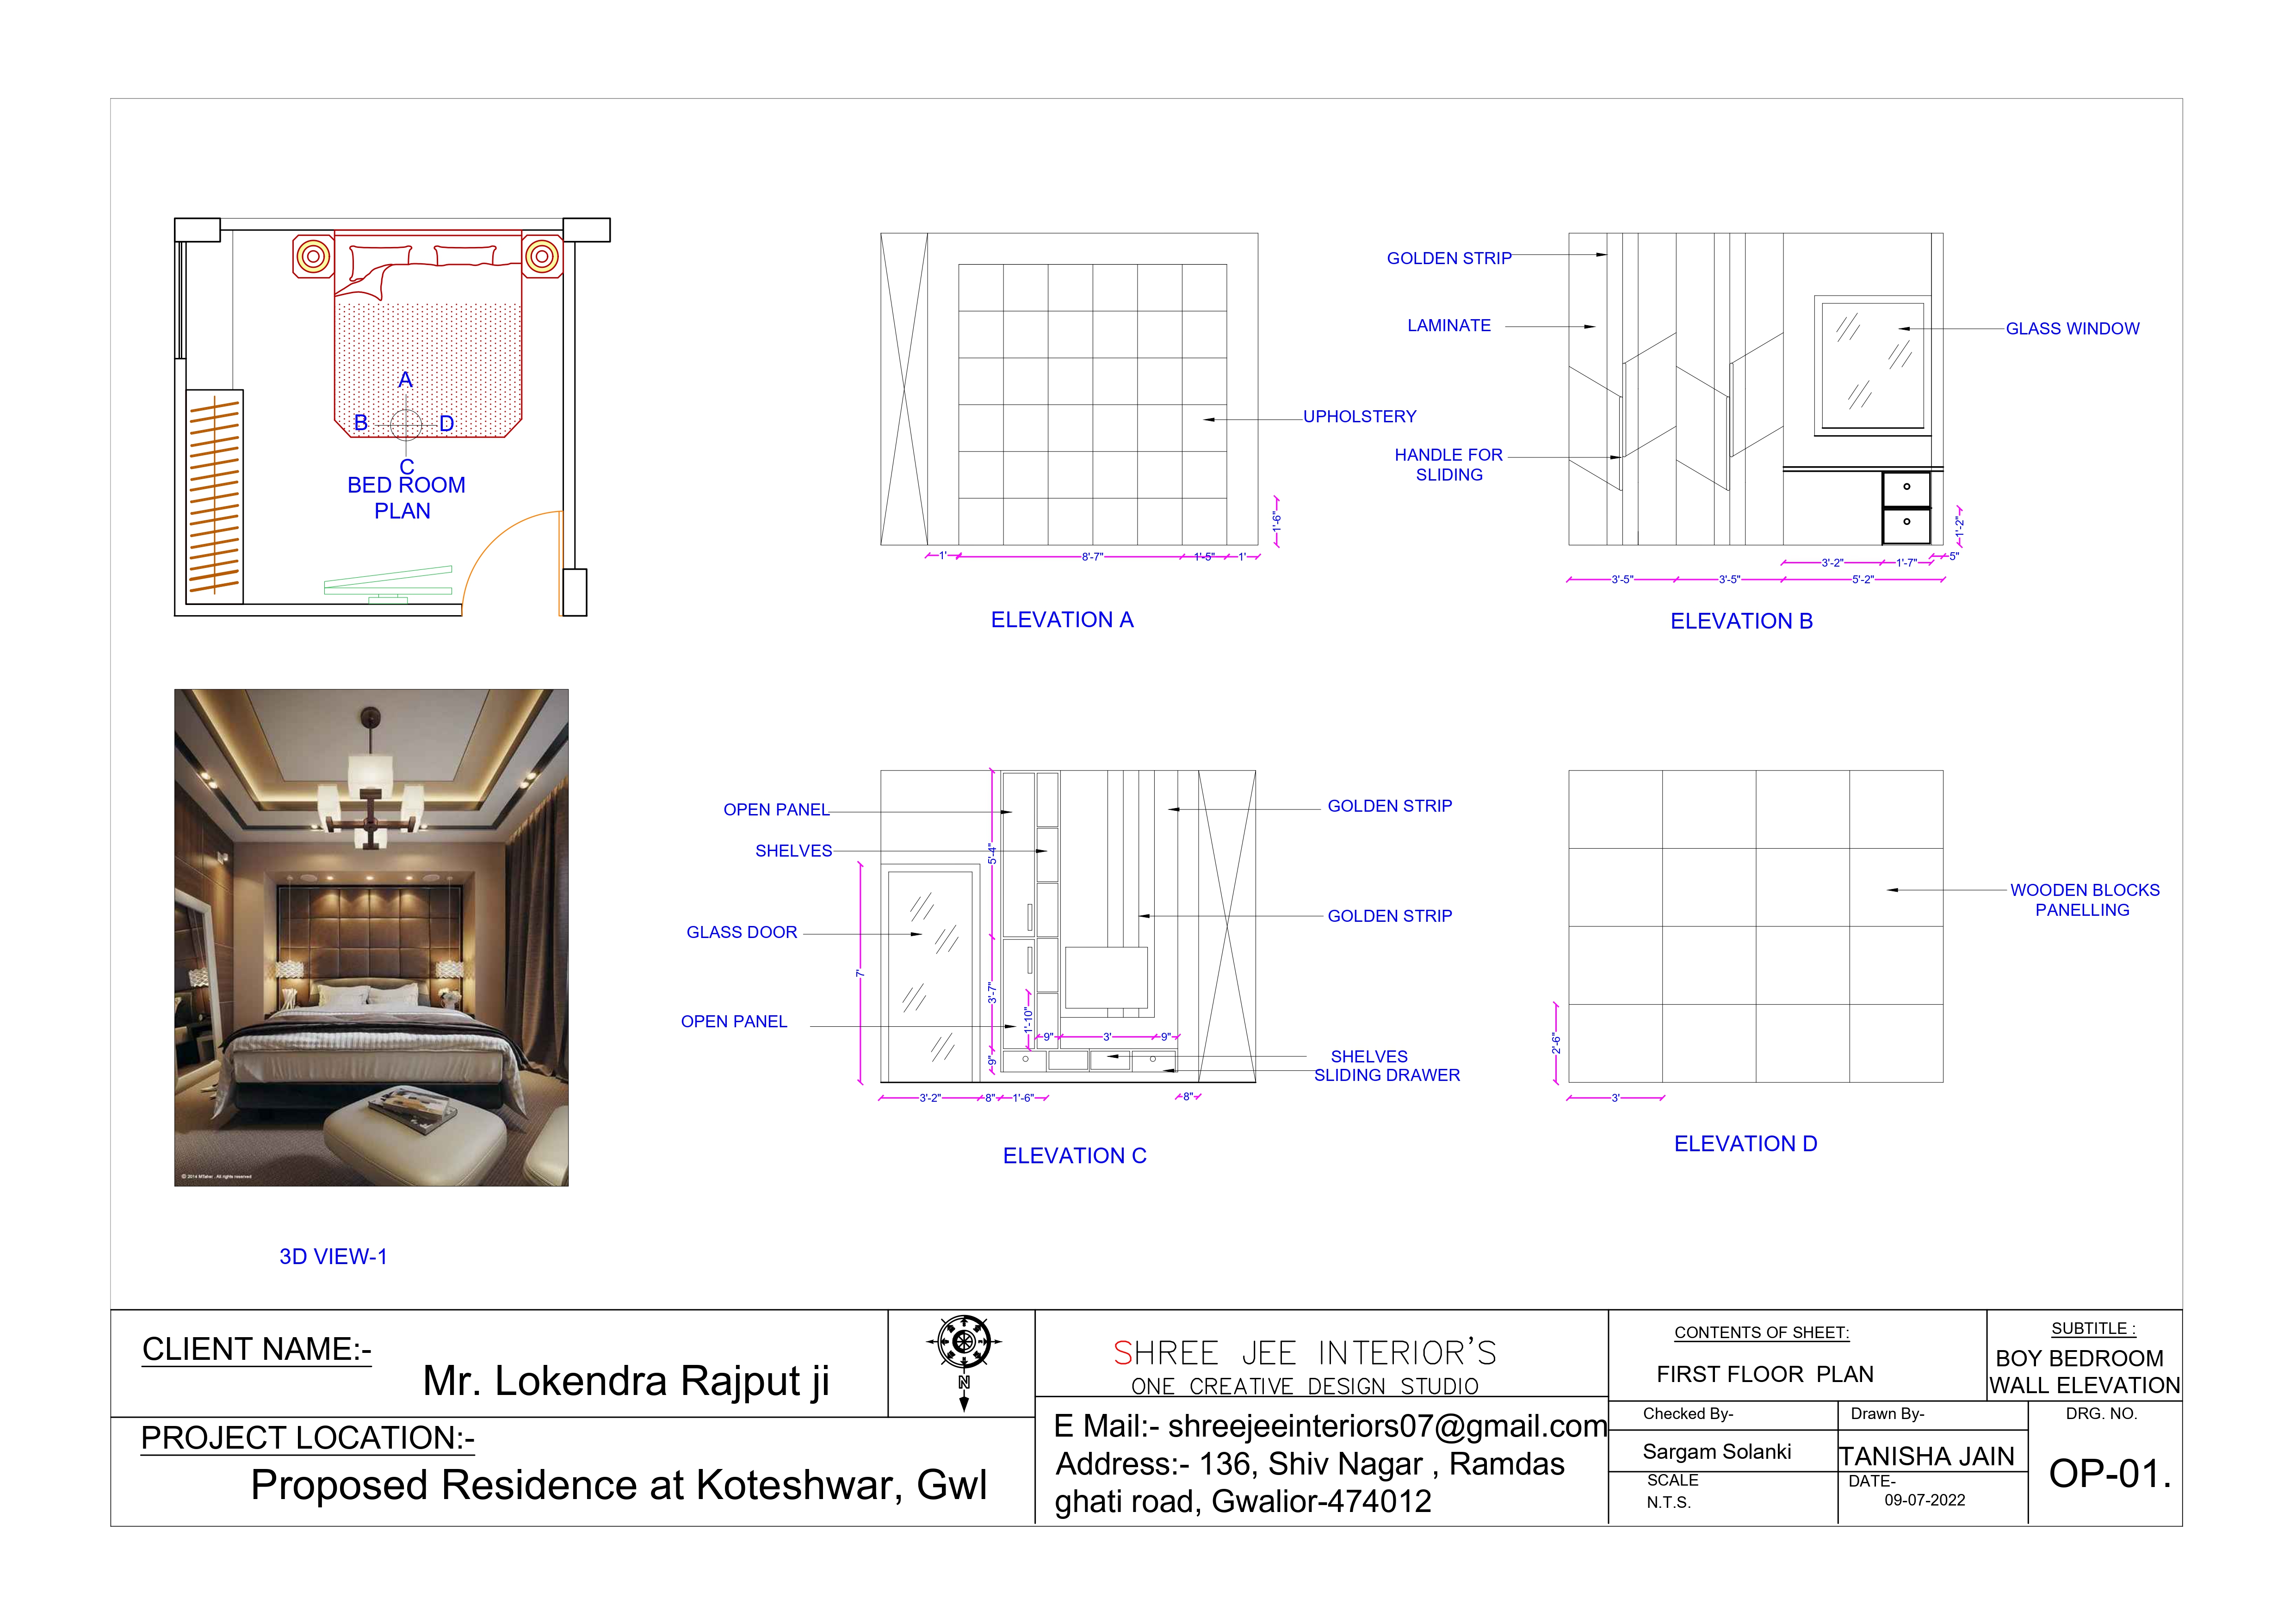 A
B
D
C
BED ROOM
PLAN
UPHOLSTERY
1'-6"
1'
8'-7"
1'-5"
1'
ELEVATION A
GOLDEN STRIP
LAMINATE
GLASS WINDOW
HANDLE FOR
SLIDING
1'-2"
5"
3'-2"
1'-7"
3'-5"
3'-5"
5'-2"
ELEVATION B
© 2014 MTaher . All rights reserved
3D VIEW-1
OPEN PANEL
SHELVES
GLASS DOOR
OPEN PANEL
GOLDEN STRIP
GOLDEN STRIP
SHELVES
SLIDING DRAWER
5'-4"
7'
3'-7"
1'-10"
9"
9"
3'
9"
3'-2"
8"
1'-6"
8"
ELEVATION C
WOODEN BLOCKS
PANELLING
2'-6"
3'
ELEVATION D
CLIENT NAME:-
Mr. Lokendra Rajput ji
PROJECT LOCATION:-
Proposed Residence at Koteshwar, Gwl
N
SHREE JEE INTERIOR'S
ONE CREATIVE DESIGN STUDIO
E Mail:- shreejeeinteriors07@gmail.com
Address:- 136, Shiv Nagar , Ramdas
ghati road, Gwalior-474012
CONTENTS OF SHEET:
FIRST FLOOR PLAN
SUBTITLE :
BOY BEDROOM
WALL ELEVATION
Checked By-
Sargam Solanki
Drawn By-
TANISHA JAIN
SCALE
N.T.S.
DATE-
09-07-2022
DRG. NO.
OP-01.